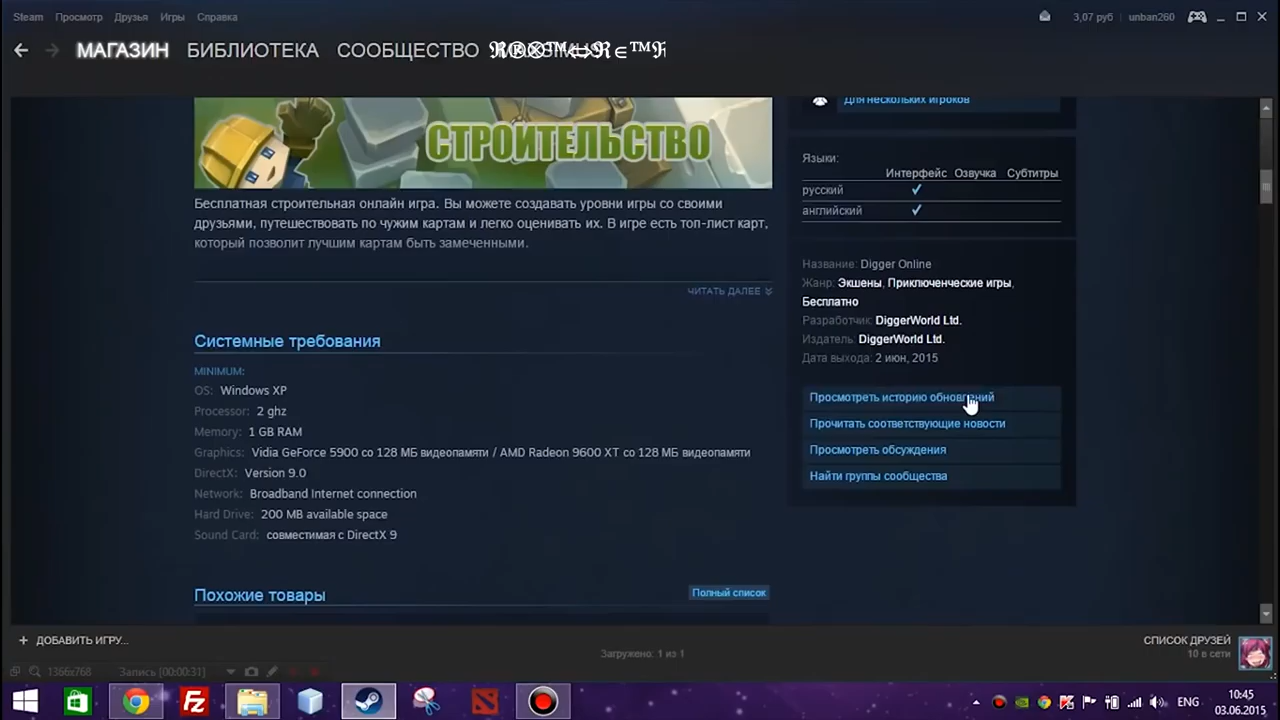 Steam Просмотр Друзья Игры Справка
3,07 руб unban260
МАГАЗИН БИБЛИОТЕКА СООБЩЕСТВО
Для нескольких игроков
СТРОИТЕЛЬСТВО
Бесплатная строительная онлайн игра. Вы можете создавать уровни игры со своими
друзьями, путешествовать по чужим картам и легко оценивать их. В игре есть топ-лист карт,
который позволит лучшим картам быть замеченными.
ЧИТАТЬ ДАЛЕЕ
Системные требования
MINIMUM:
OS: Windows XP
Processor: 2 ghz
Memory: 1 GB RAM
Graphics: Vidia GeForce 5900 со 128 МБ видеопамяти / AMD Radeon 9600 XT со 128 МБ видеопамяти
DirectX: Version 9.0
Network: Broadband Internet connection
Hard Drive: 200 MB available space
Sound Card: совместимая с DirectX 9
Похожие товары
Полный список
Языки:
Интерфейс Озвучка Субтитры
русский ✓
английский ✓
Название: Digger Online
Жанр: Экшены, Приключенческие игры,
Бесплатно
Разработчик: DiggerWorld Ltd.
Издатель: DiggerWorld Ltd.
Дата выхода: 2 июн, 2015
Просмотреть историю обновлений
Прочитать соответствующие новости
Просмотреть обсуждения
Найти группы сообщества
+ ДОБАВИТЬ ИГРУ...
Загружено: 1 из 1
СПИСОК ДРУЗЕЙ
10 в сети
1366x768 Запись [00:00:31]
ENG
10:45
03.06.2015